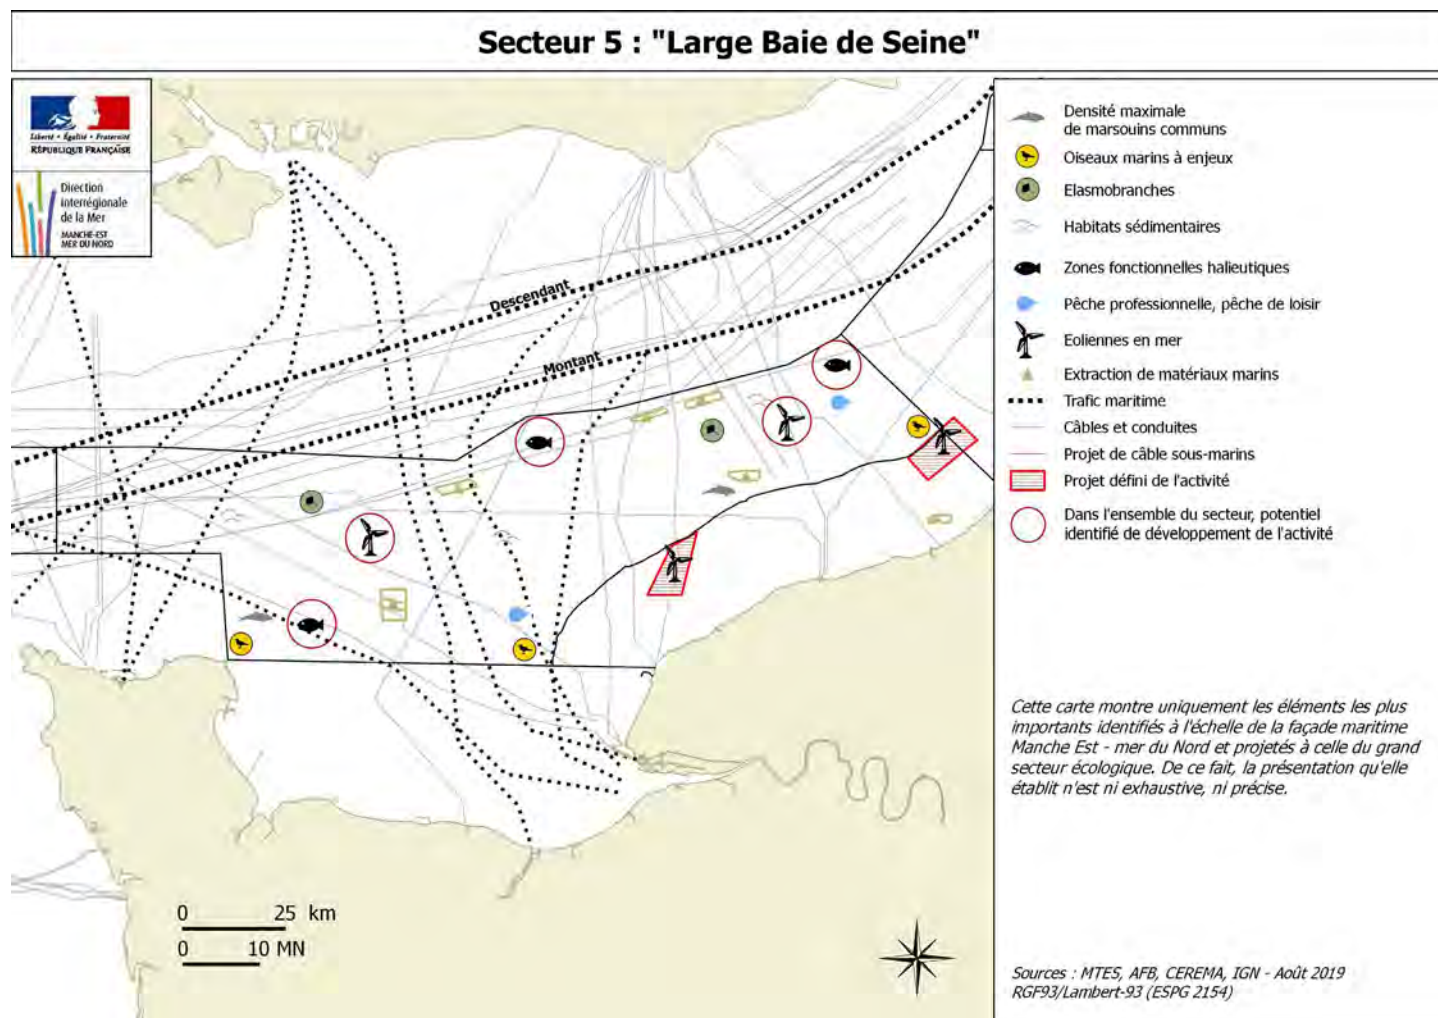 Secteur 5 : "Large Baie de Seine"
Liberté • Égalité • Fraternité
RÉPUBLIQUE FRANÇAISE
Direction
interrégionale
de la Mer
MANCHE-EST
MER DU NORD
Descendant
Montant
0 25 km
0 10 MN
Densité maximale
de marsouins communs
Oiseaux marins à enjeux
Elasmobranches
Habitats sédimentaires
Zones fonctionnelles halieutiques
Pêche professionnelle, pêche de loisir
Eoliennes en mer
Extraction de matériaux marins
Trafic maritime
Câbles et conduites
Projet de câble sous-marins
Projet défini de l'activité
Dans l'ensemble du secteur, potentiel
identifié de développement de l'activité
Cette carte montre uniquement les éléments les plus
importants identifiés à l'échelle de la façade maritime
Manche Est - mer du Nord et projetés à celle du grand
secteur écologique. De ce fait, la présentation qu'elle
établit n'est ni exhaustive, ni précise.
Sources : MTES, AFB, CEREMA, IGN - Août 2019
RGF93/Lambert-93 (ESPG 2154)